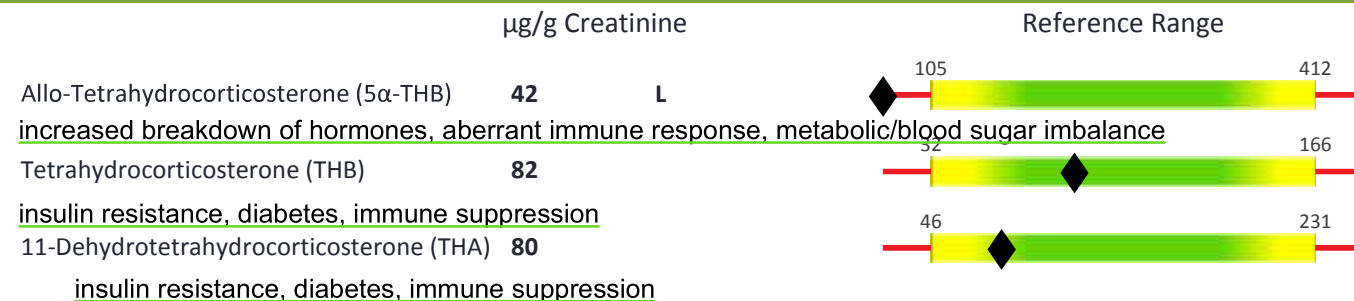 µg/g Creatinine Reference Range
105 412
Allo-Tetrahydrocorticosterone (5α-THB) 42 L
increased breakdown of hormones, aberrant immune response, metabolic/blood sugar imbalance
32 166
Tetrahydrocorticosterone (THB) 82
insulin resistance, diabetes, immune suppression
46 231
11-Dehydrotetrahydrocorticosterone (THA) 80
insulin resistance, diabetes, immune suppression